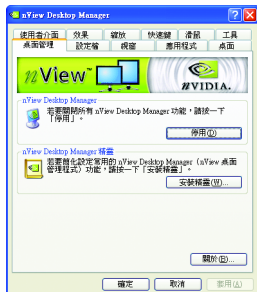 nView Desktop Manager
使用者介面 效果 縮放 快速鍵 滑鼠 工具
桌面管理 設定檔 視窗 應用程式 桌面
nView
NVIDIA.
nView Desktop Manager
若要關閉所有 nView Desktop Manager 功能，請按一下「停用」。
停用(D)
nView Desktop Manager 精靈
若要簡化設定常用的 nView Desktop Manager (nView 桌面
管理程式) 功能，請按一下「安裝精靈」。
安裝精靈(W)...
關於(B)...
確定 取消 套用(A)